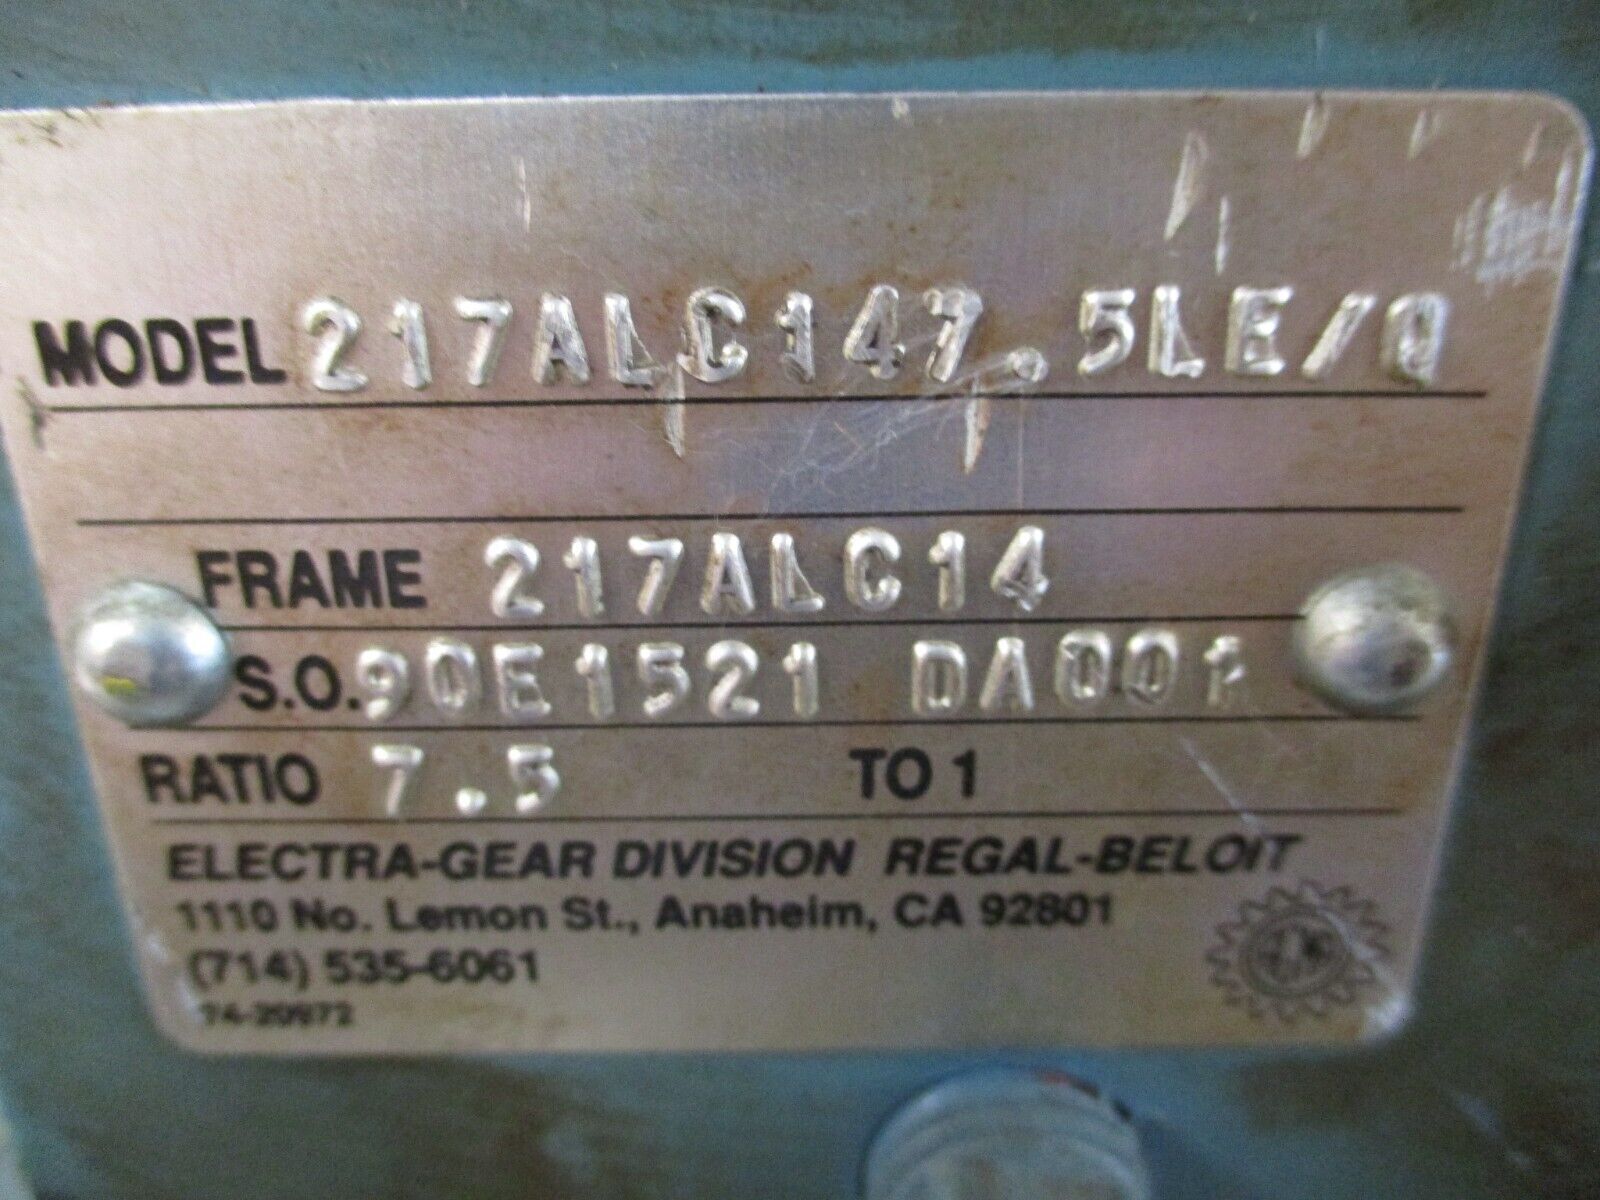 MODEL 217ALC147.5LE/Q
FRAME 217ALC14
S.O. 90E1521 DA001
RATIO 7.5 TO 1
ELECTRA-GEAR DIVISION REGAL-BELOIT
1110 No. Lemon St., Anaheim, CA 92801
(714) 535-6061